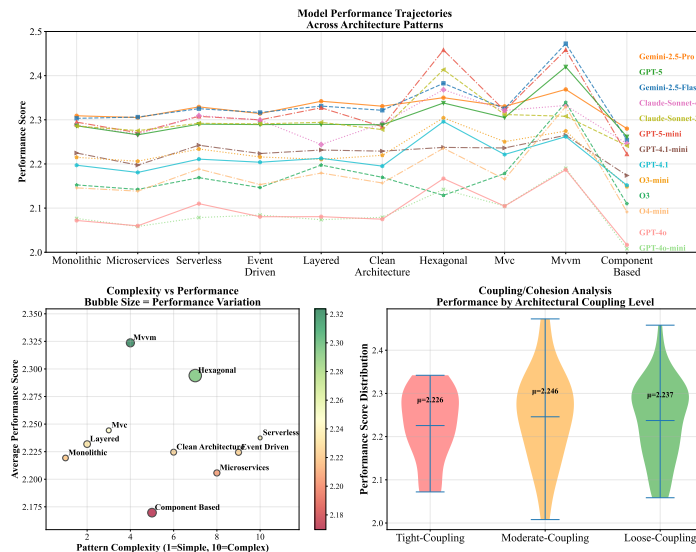 Model Performance Trajectories
Across Architecture Patterns
Performance Score
2.5
2.4
2.3
2.2
2.1
2.0
Monolithic
Microservices
Serverless
Event
Driven
Layered
Clean
Architecture
Hexagonal
Mvc
Mvvm
Component
Based
Gemini-2.5-Pro
GPT-5
Gemini-2.5-Flas
Claude-Sonnet-
Claude-Sonnet-
GPT-5-mini
GPT-4.1-mini
GPT-4.1
O3-mini
O3
O4-mini
GPT-4o
GPT-4o-mini
Complexity vs Performance
Bubble Size = Performance Variation
Average Performance Score
2.350
2.325
2.300
2.275
2.250
2.225
2.200
2.175
Mvvm
Hexagonal
Mvc
Serverless
Layered
Clean Architecture
Event Driven
Monolithic
Microservices
Component Based
2
4
6
8
10
Pattern Complexity (1=Simple, 10=Complex)
2.32
2.30
2.28
2.26
2.24
2.22
2.20
2.18
Coupling/Cohesion Analysis
Performance by Architectural Coupling Level
Performance Score Distribution
2.4
2.3
2.2
2.1
2.0
μ=2.226
μ=2.246
μ=2.237
Tight-Coupling
Moderate-Coupling
Loose-Coupling